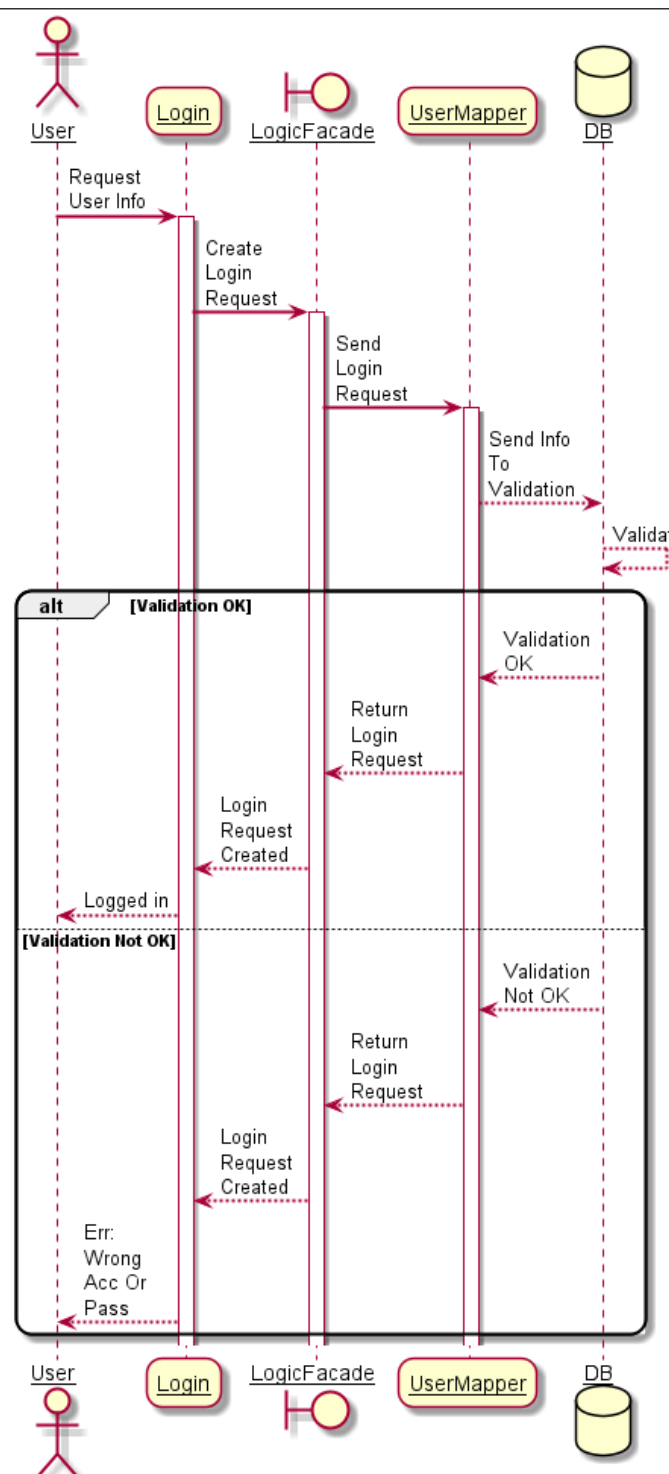 User
Login
LogicFacade
UserMapper
DB
Request
User Info
Create
Login
Request
Send
Login
Request
Send Info
To
Validation
alt
[Validation OK]
Validation
OK
Return
Login
Request
Login
Request
Created
Logged in
[Validation Not OK]
Validation
Not OK
Return
Login
Request
Login
Request
Created
Err:
Wrong
Acc Or
Pass
User
Login
LogicFacade
UserMapper
DB